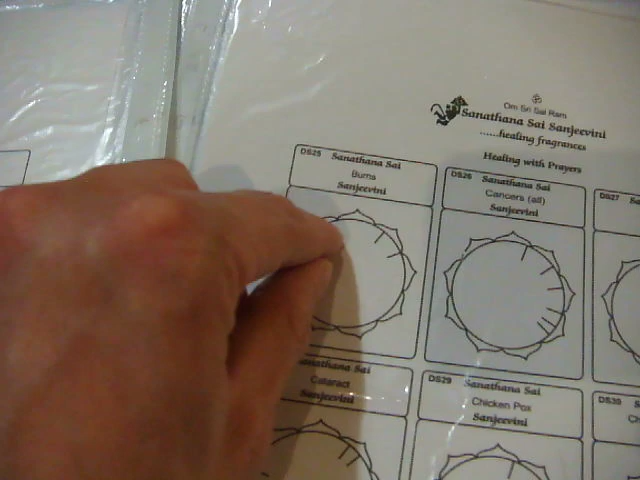 Om Sri Sai Ram
Sanathana Sai Sanjeevini
......healing fragrances
Healing with Prayers
DS25 Sanathana Sai
Burns
Sanjeevini
DS26 Sanathana Sai
Cancers (all)
Sanjeevini
DS27
Sanathana Sai
Cataract
Sanjeevini
DS29 Sanathana Sai
Chicken Pox
Sanjeevini
DS30